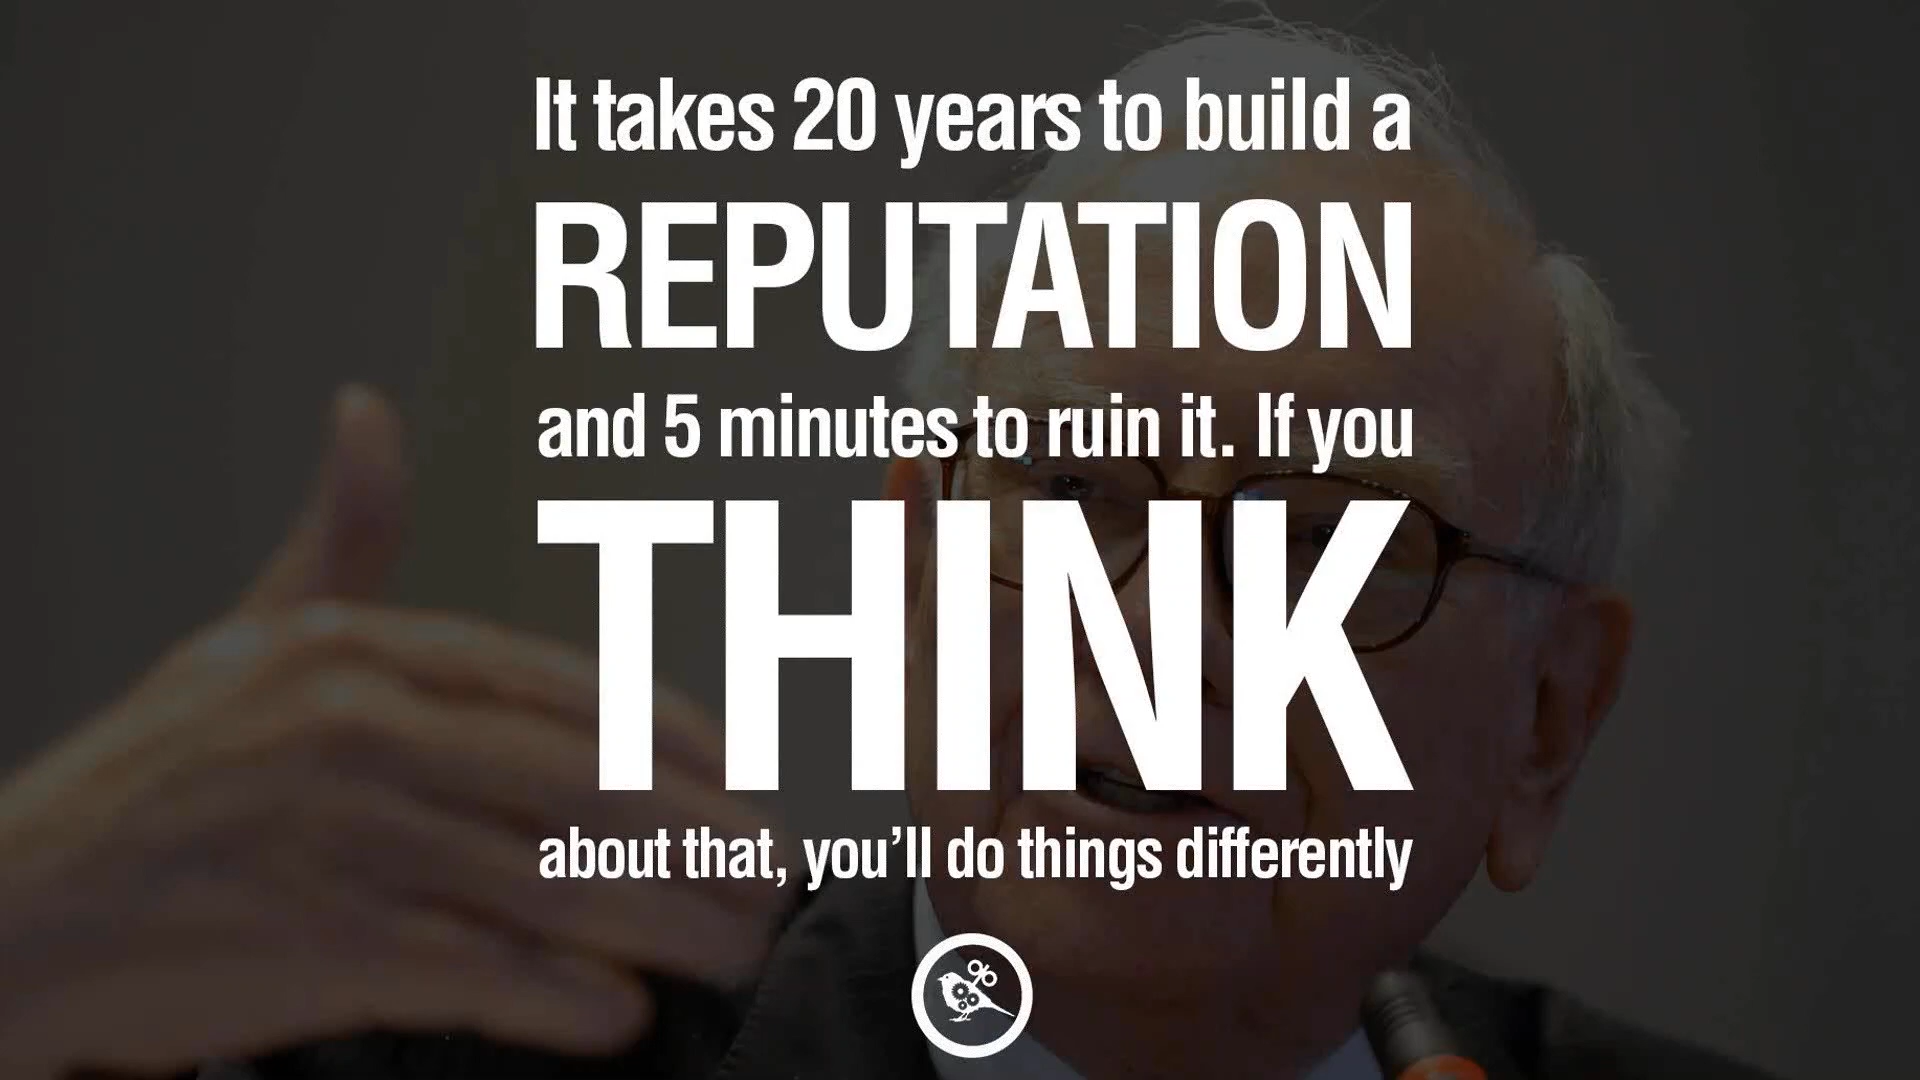 It takes 20 years to build a
REPUTATION
and 5 minutes to ruin it. If you
THINK
about that, you’ll do things differently